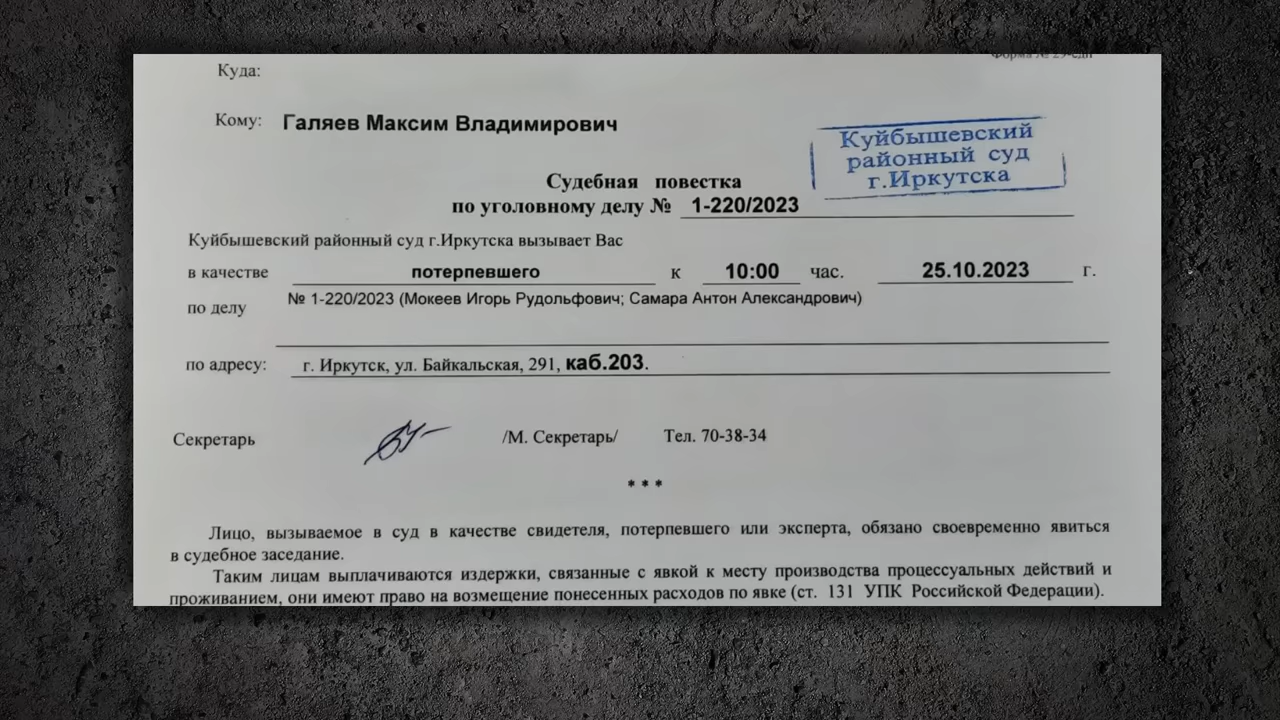 Форма № 29-сдп
Куда:
Кому: Галяев Максим Владимирович
Куйбышевский
районный суд
г.Иркутска
Судебная повестка
по уголовному делу № 1-220/2023
Куйбышевский районный суд г.Иркутска вызывает Вас
в качестве потерпевшего к 10:00 час. 25.10.2023 г.
по делу № 1-220/2023 (Мокеев Игорь Рудольфович; Самара Антон Александрович)
по адресу: г. Иркутск, ул. Байкальская, 291, каб.203.
Секретарь /М. Секретарь/ Тел. 70-38-34
* * *
Лицо, вызываемое в суд в качестве свидетеля, потерпевшего или эксперта, обязано своевременно явиться
в судебное заседание.
Таким лицам выплачиваются издержки, связанные с явкой к месту производства процессуальных действий и
проживанием, они имеют право на возмещение понесенных расходов по явке (ст. 131 УПК Российской Федерации).